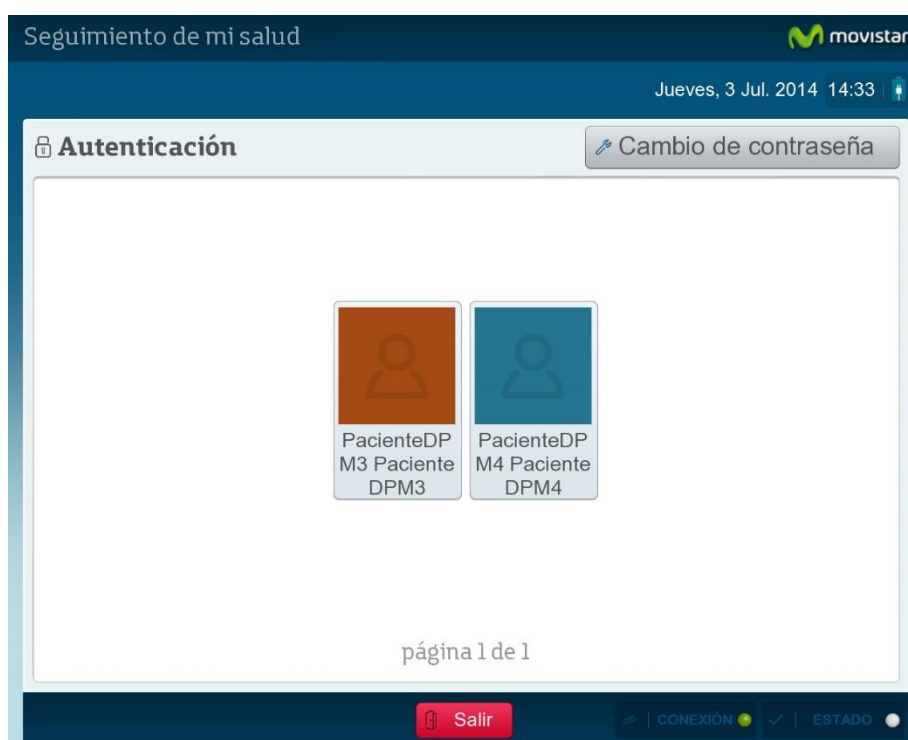 Seguimiento de mi salud
movistar
Jueves, 3 Jul. 2014 14:33
Autenticación
Cambio de contraseña
PacienteDP
M3 Paciente
DPM3
PacienteDP
M4 Paciente
DPM4
página 1 de 1
Salir
CONEXIÓN
ESTADO